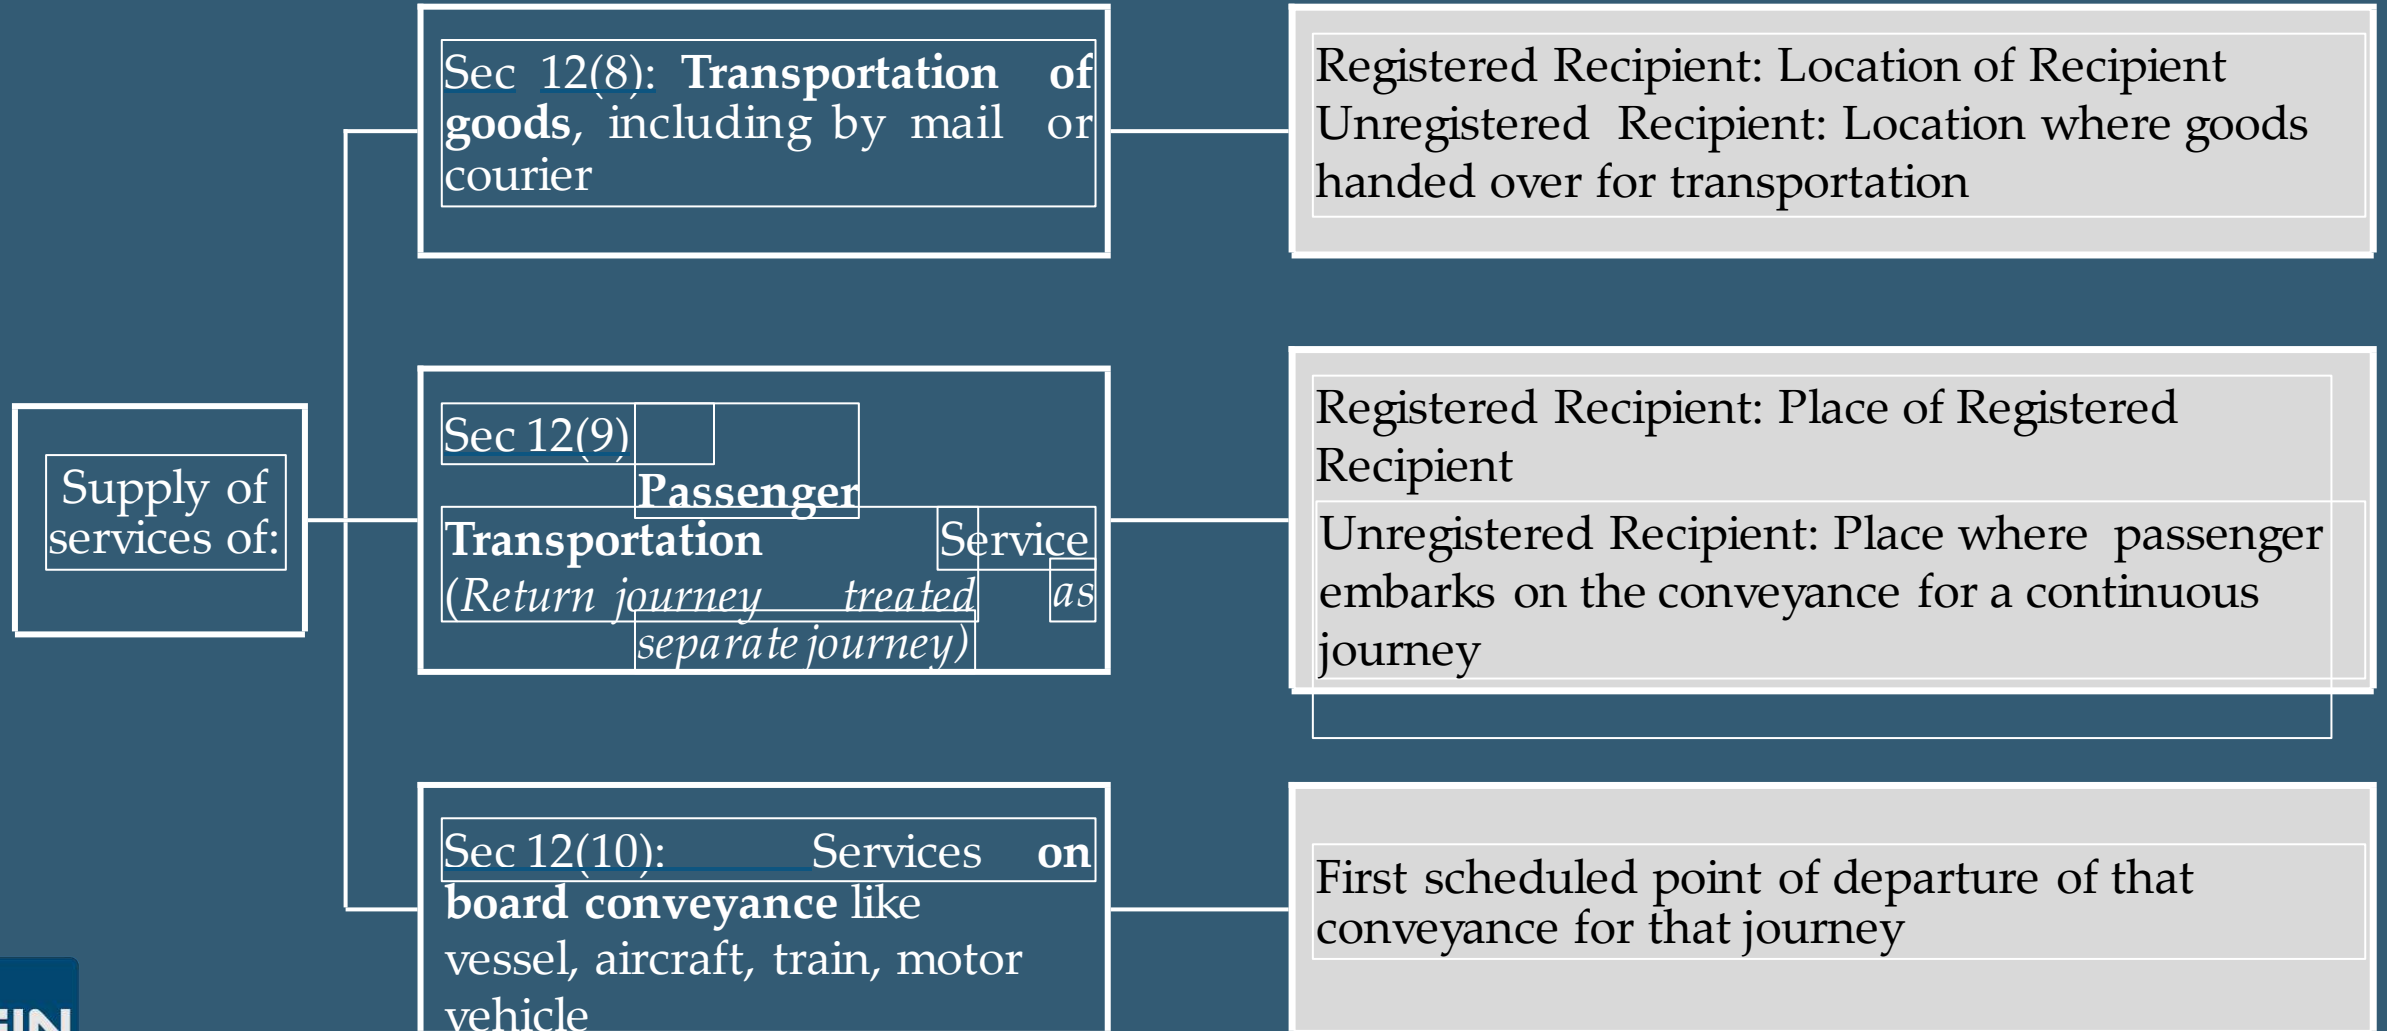 Supply of
services of:
Sec 12(8): Transportation of
goods, including by mail or
courier
Registered Recipient: Location of Recipient
Unregistered Recipient: Location where goods
handed over for transportation
Sec 12(9)
Passenger
Transportation Service
(Return journey treated as
separate journey)
Registered Recipient: Place of Registered
Recipient
Unregistered Recipient: Place where passenger
embarks on the conveyance for a continuous
journey
Sec 12(10): Services on
board conveyance like
vessel, aircraft, train, motor
vehicle
First scheduled point of departure of that
conveyance for that journey